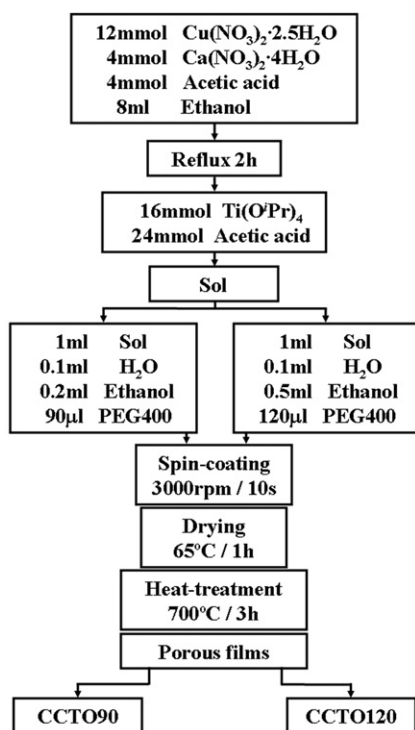 12mmol Cu(NO₃)₂·2.5H₂O
4mmol Ca(NO₃)₂·4H₂O
4mmol Acetic acid
8ml Ethanol
Reflux 2h
16mmol Ti(OⁱPr)₄
24mmol Acetic acid
Sol
1ml Sol
0.1ml H₂O
0.2ml Ethanol
90μl PEG400
1ml Sol
0.1ml H₂O
0.5ml Ethanol
120μl PEG400
Spin-coating
3000rpm / 10s
Drying
65ºC / 1h
Heat-treatment
700ºC / 3h
Porous films
CCTO90
CCTO120